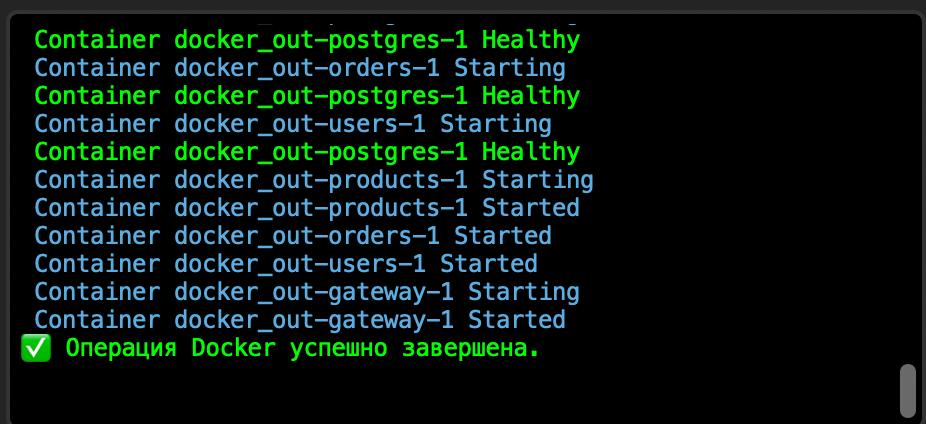 Container docker_out-postgres-1 Healthy
Container docker_out-orders-1 Starting
Container docker_out-postgres-1 Healthy
Container docker_out-users-1 Starting
Container docker_out-postgres-1 Healthy
Container docker_out-products-1 Starting
Container docker_out-products-1 Started
Container docker_out-orders-1 Started
Container docker_out-users-1 Started
Container docker_out-gateway-1 Starting
Container docker_out-gateway-1 Started
✅ Операция Docker успешно завершена.